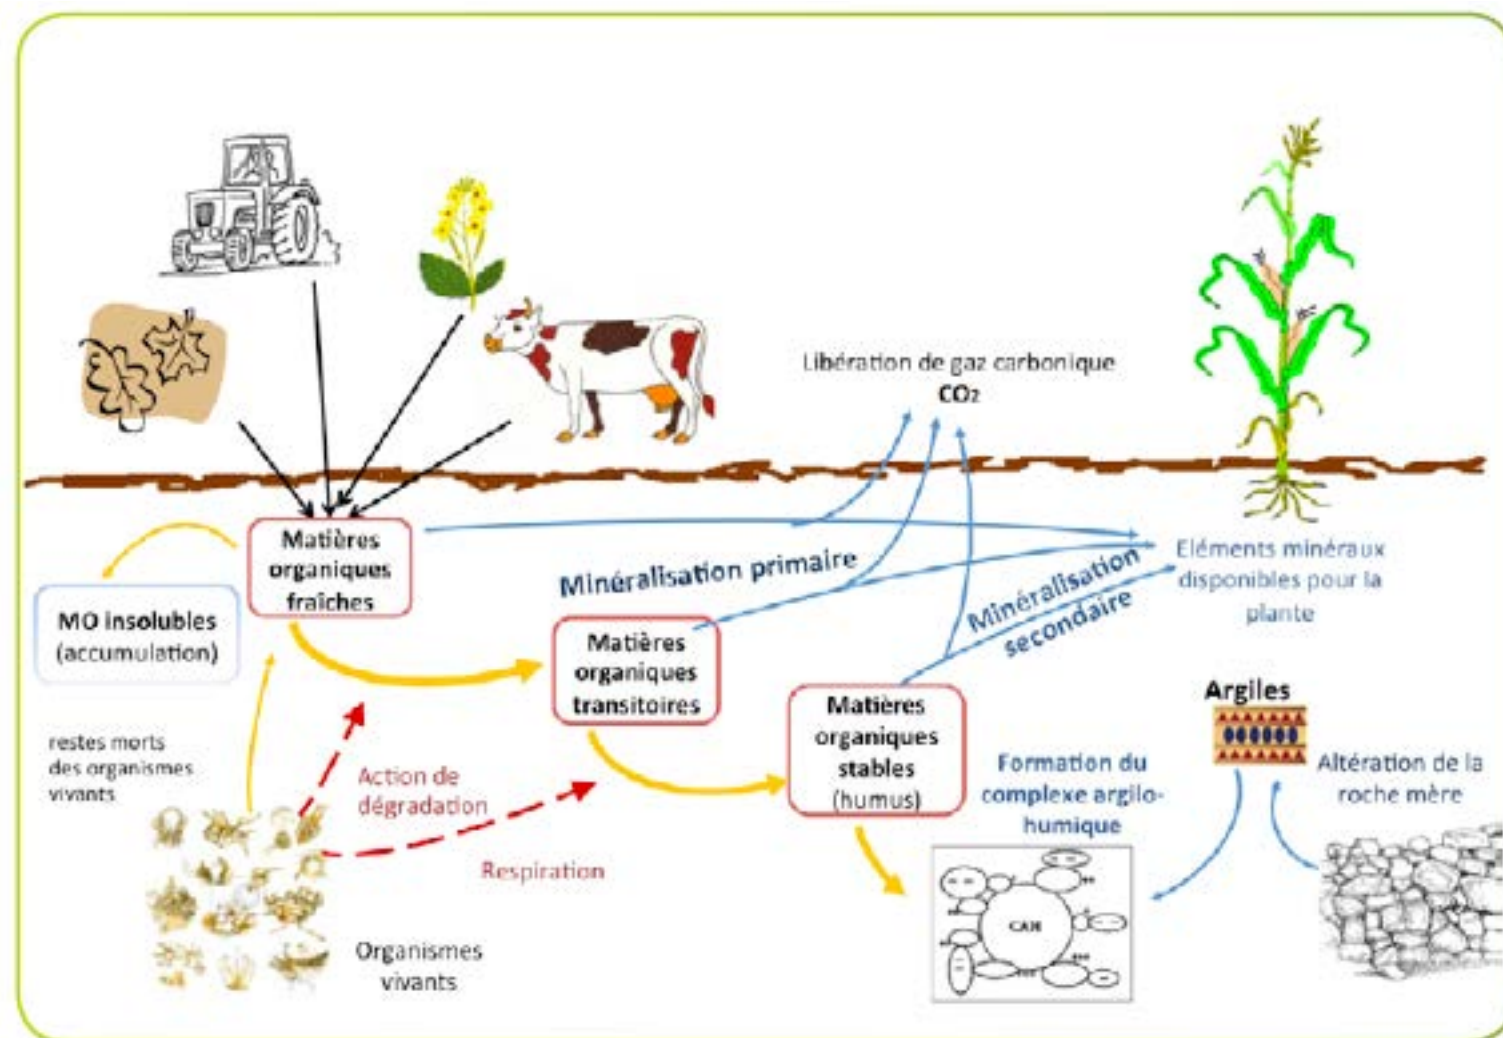 Libération de gaz carbonique
CO2
Matières
organiques
fraîches
MO insolubles
(accumulation)
Minéralisation primaire
Minéralisation
secondaire
Eléments minéraux
disponibles pour la
plante
Matières
organiques
transitoires
Matières
organiques
stables
(humus)
Argiles
restes morts
des organismes
vivants
Action de
dégradation
Respiration
Formation du
complexe argilo-
humique
Altération de la
roche mère
CAH
Organismes
vivants